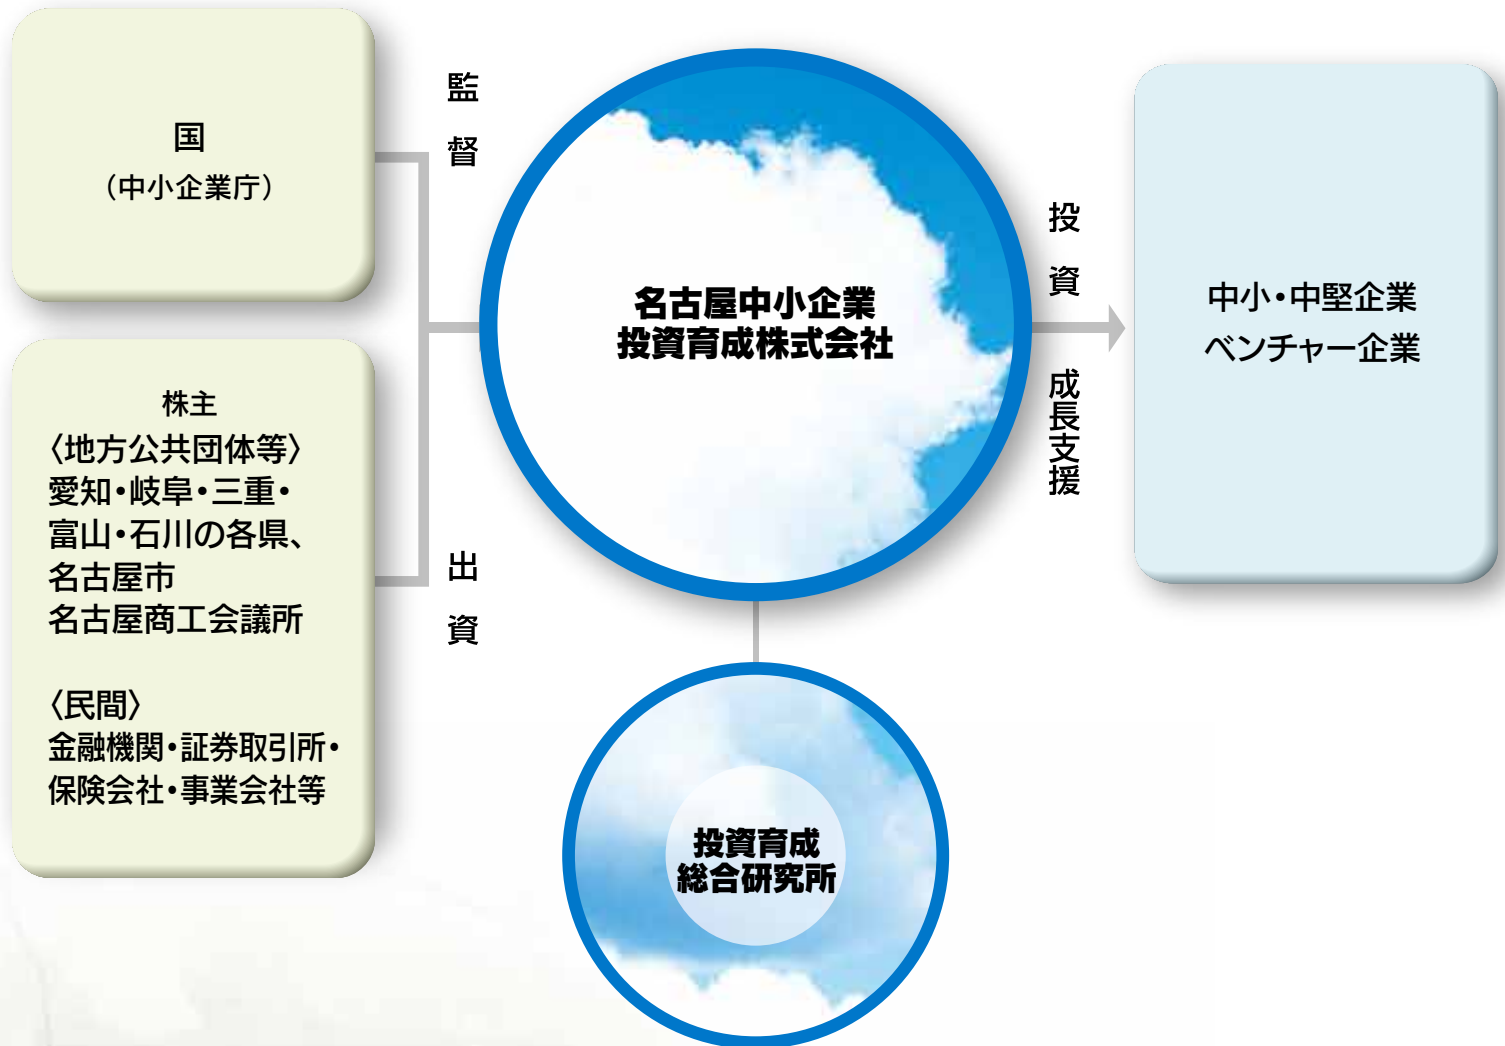 国
（中小企業庁）
監督
株主
〈地方公共団体等〉
愛知・岐阜・三重・
富山・石川の各県、
名古屋市
名古屋商工会議所
〈民間〉
金融機関・証券取引所・
保険会社・事業会社等
出資
名古屋中小企業
投資育成株式会社
投資育成
総合研究所
投資
成長支援
中小・中堅企業
ベンチャー企業